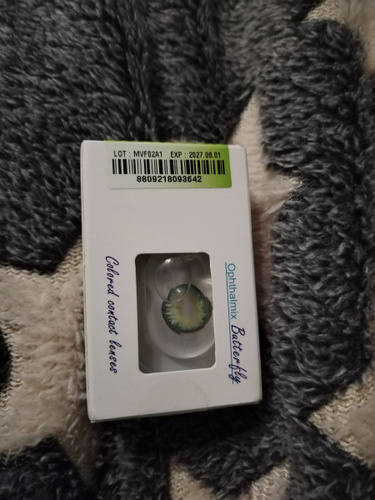 LOT : MVF02A1 EXP : 2027.06.01
8809218093642
Ophthalmix Butterfly
Colored contact lenses